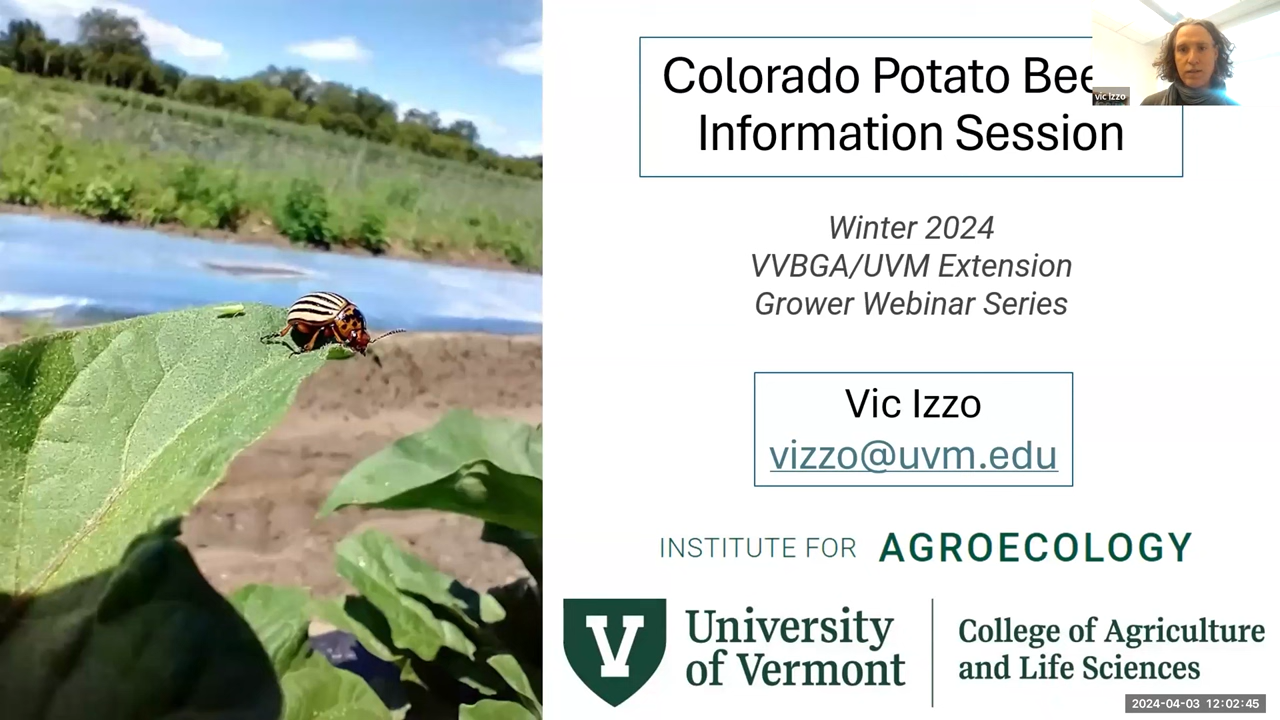 Colorado Potato Bee
Information Session
vic izzo
Winter 2024
VVBGA/UVM Extension
Grower Webinar Series
Vic Izzo
vizzo@uvm.edu
INSTITUTE FOR AGROECOLOGY
V
University
of Vermont
College of Agriculture
and Life Sciences
2024-04-03 12:02:45